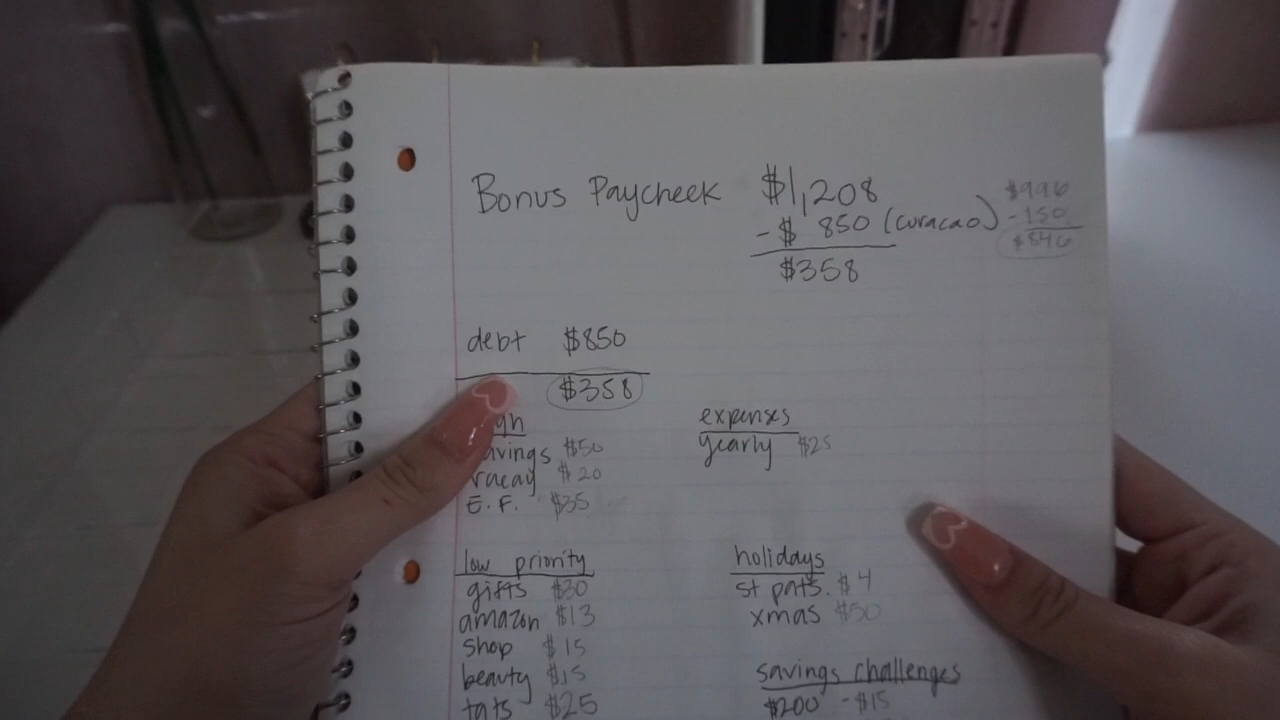 Bonus Paycheck $1,208
- $ 850 (curacao)
$358
$996
- 150
$846
debt $850
$358
gh
avings $50
vacay $20
E.F. $35
expenses
yearly $25
low priority
gifts $30
amazon $13
shop $15
beauty $15
tats $25
holidays
st pats. $4
xmas $50
savings challenges
$200 - $15